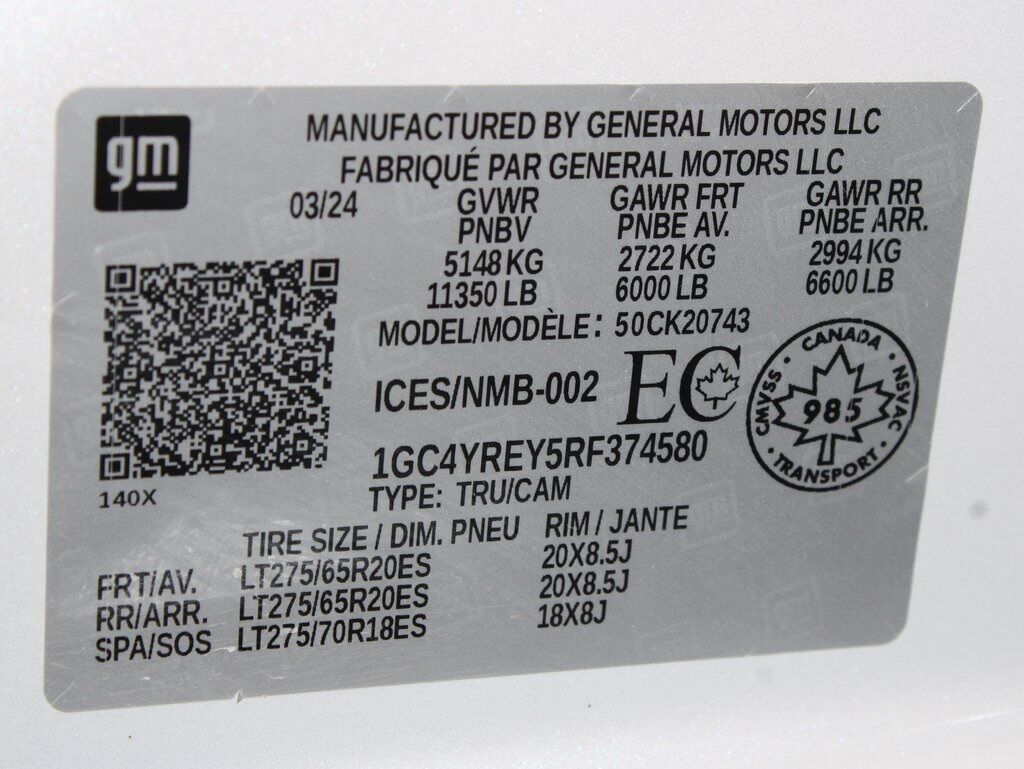 gm
MANUFACTURED BY GENERAL MOTORS LLC
FABRIQUÉ PAR GENERAL MOTORS LLC
03/24 GVWR GAWR FRT GAWR RR
PNBV PNBE AV. PNBE ARR.
5148 KG 2722 KG 2994 KG
11350 LB 6000 LB 6600 LB
MODEL/MODÈLE: 50CK20743
ICES/NMB-002 EC
CANADA
CMVSS 985 NSVAC
TRANSPORT
1GC4YREY5RF374580
140X TYPE: TRU/CAM
TIRE SIZE / DIM. PNEU RIM / JANTE
FRT/AV. LT275/65R20ES 20X8.5J
RR/ARR. LT275/65R20ES 20X8.5J
SPA/SOS LT275/70R18ES 18X8J